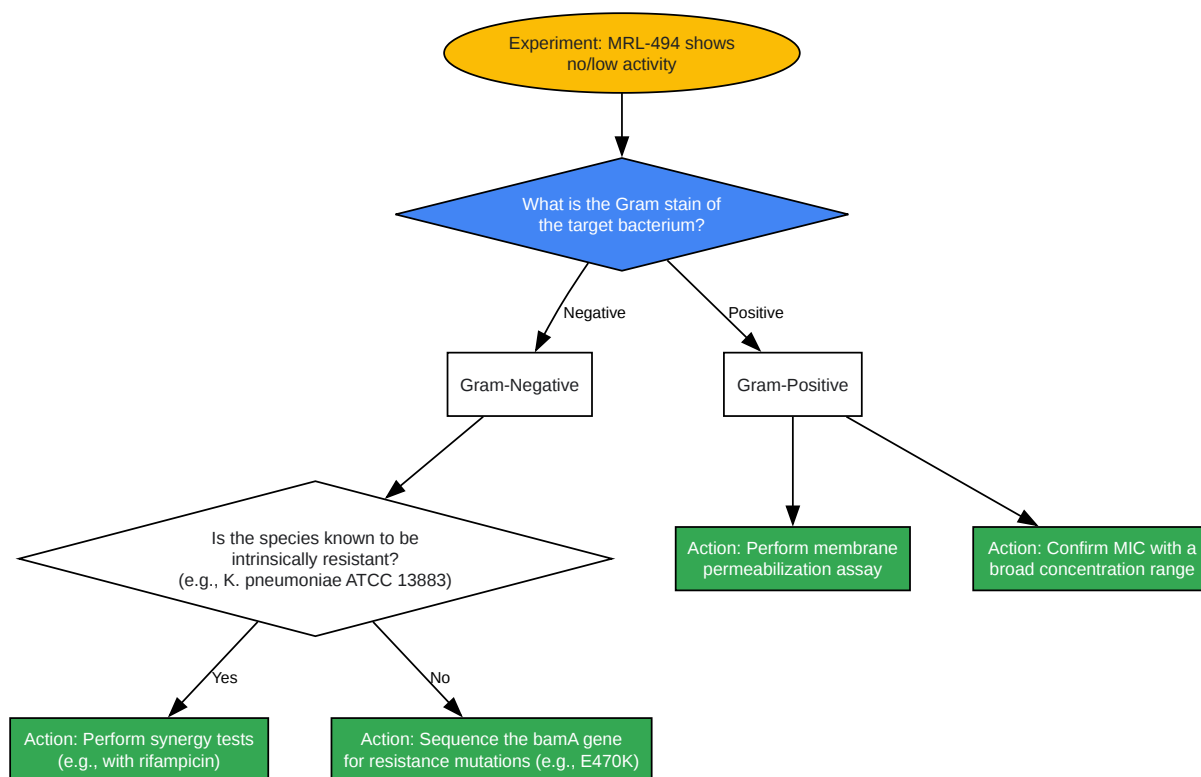 Experiment: MRL-494 shows
no/low activity
What is the Gram stain of
the target bacterium?
Negative
Positive
Gram-Negative
Gram-Positive
Is the species known to be
intrinsically resistant?
(e.g., K. pneumoniae ATCC 13883)
Action: Perform membrane
permeabilization assay
Action: Confirm MIC with a
broad concentration range
Yes
No
Action: Perform synergy tests
(e.g., with rifampicin)
Action: Sequence the bamA gene
for resistance mutations (e.g., E470K)